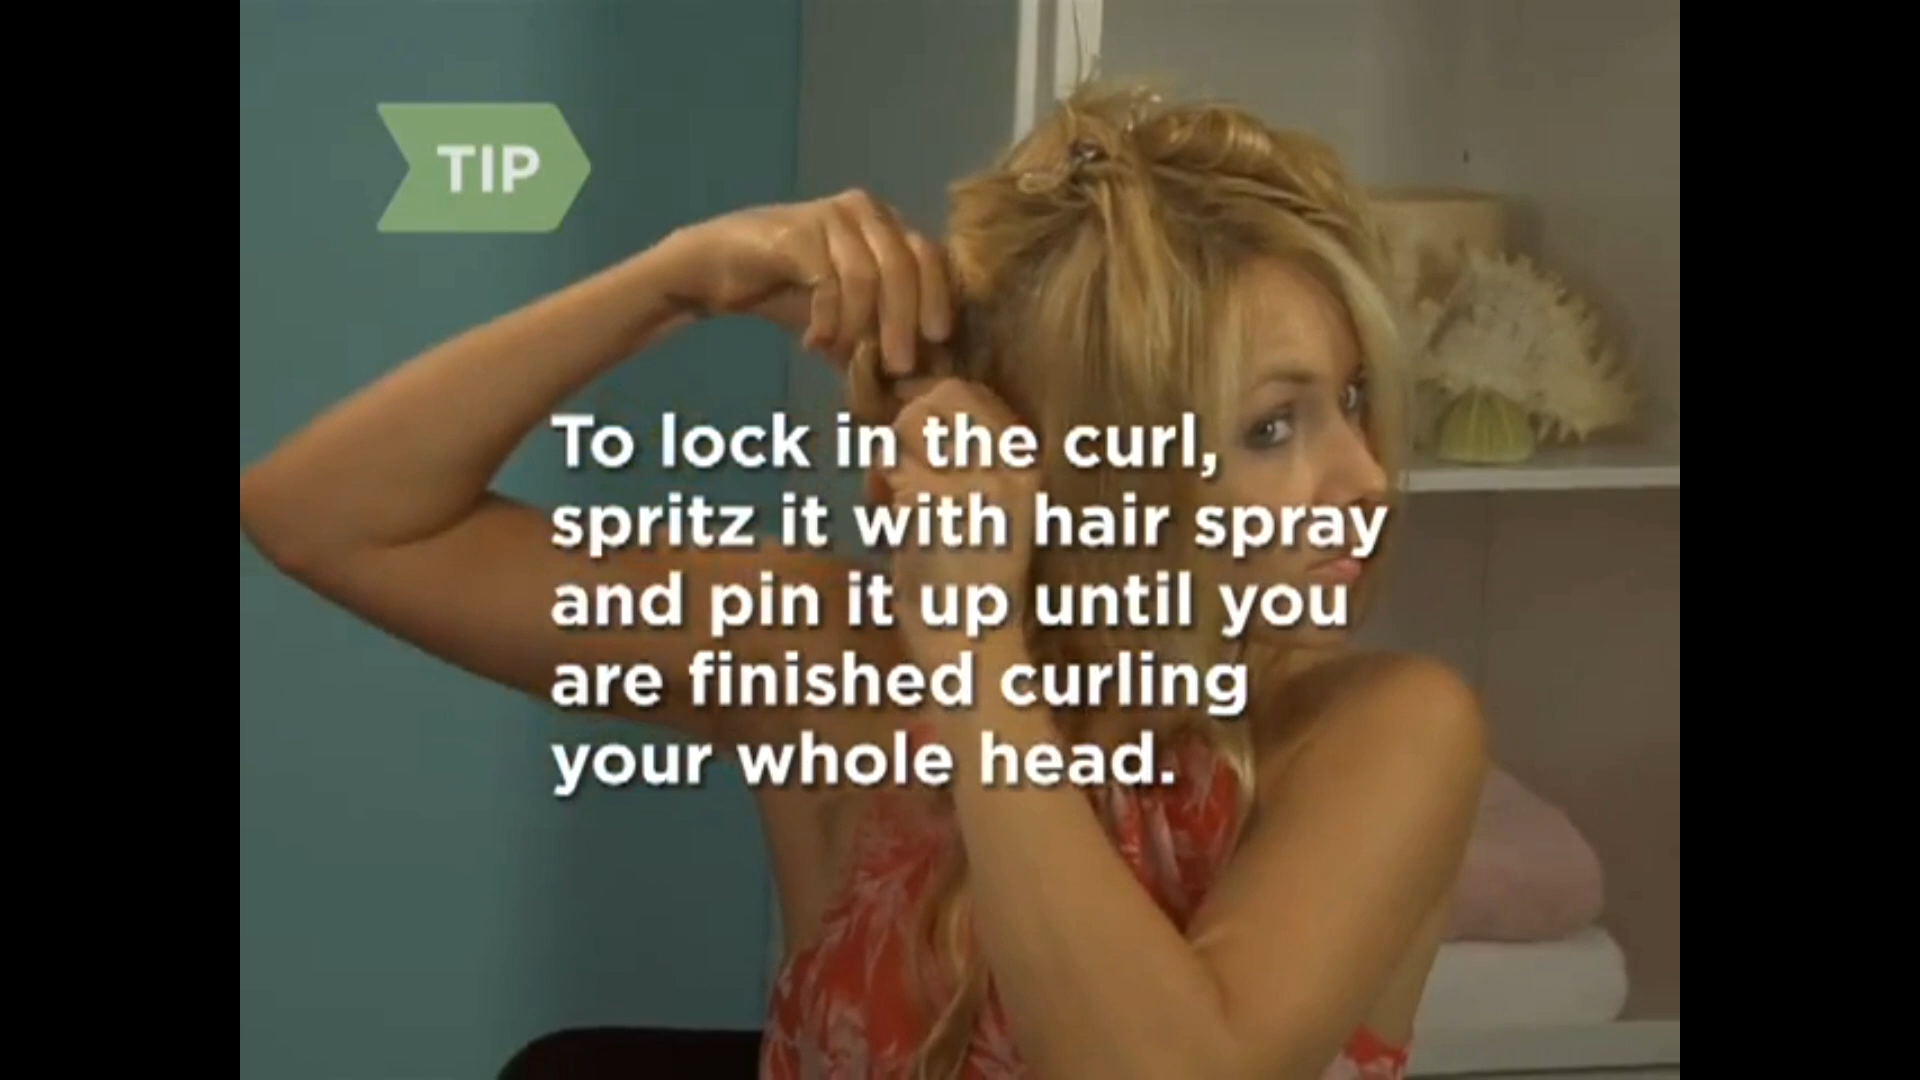 TIP
To lock in the curl,
spritz it with hair spray
and pin it up until you
are finished curling
your whole head.